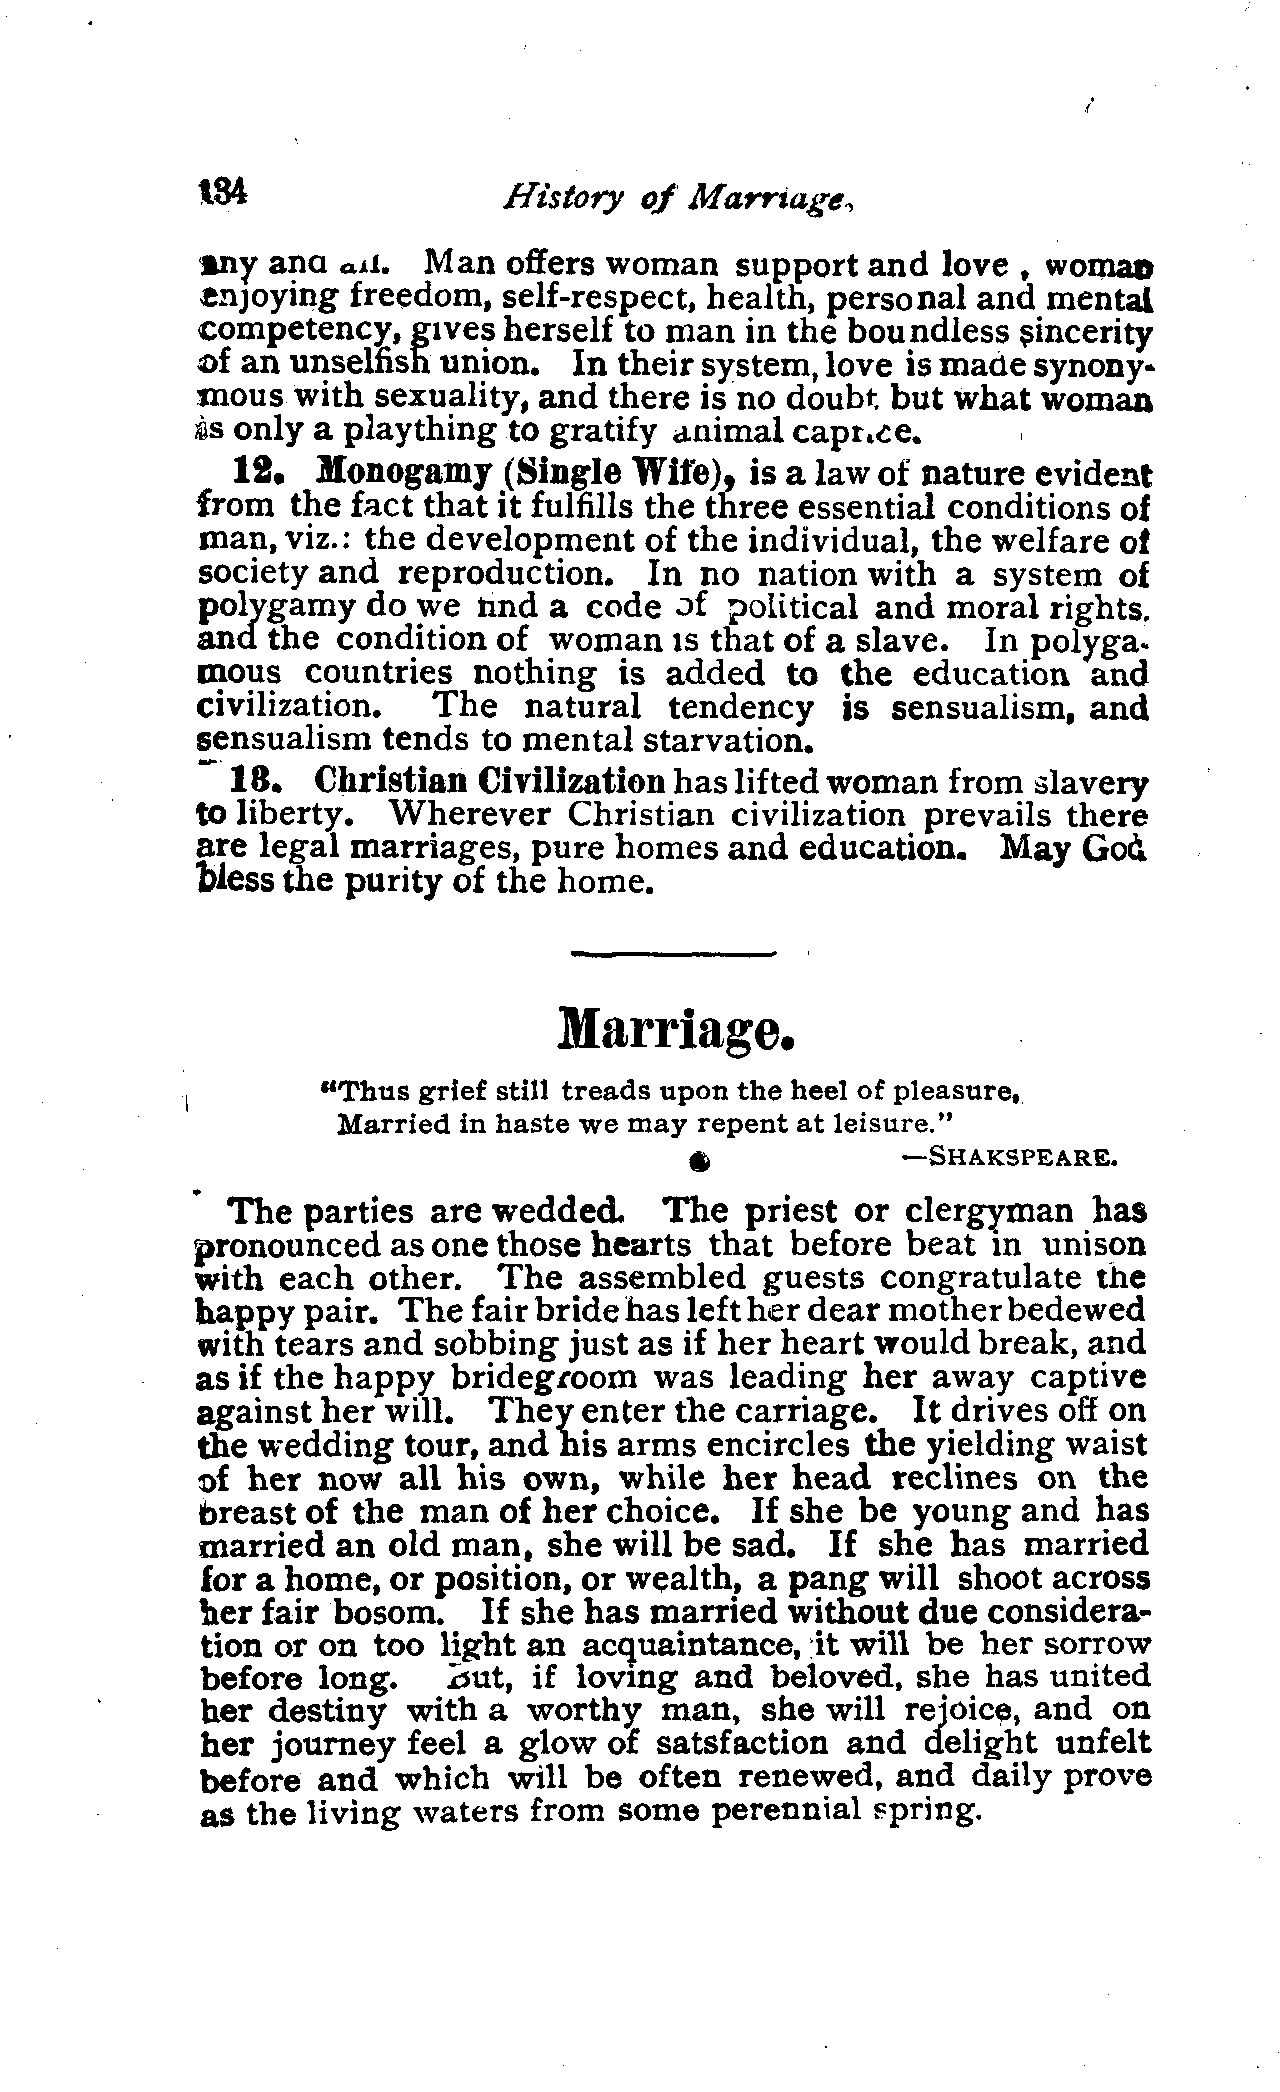 134 History of Marriage.
any and all. Man offers woman support and love, woman
enjoying freedom, self-respect, health, personal and mental
competency, gives herself to man in the boundless sincerity
of an unselfish union. In their system, love is made synony-
mous with sexuality, and there is no doubt but what woman
is only a plaything to gratify animal caprice.
12. Monogamy (Single Wife), is a law of nature evident
from the fact that it fulfills the three essential conditions of
man, viz.: the development of the individual, the welfare of
society and reproduction. In no nation with a system of
polygamy do we find a code of political and moral rights,
and the condition of woman is that of a slave. In polyga-
mous countries nothing is added to the education and
civilization. The natural tendency is sensualism, and
sensualism tends to mental starvation.
13. Christian Civilization has lifted woman from slavery
to liberty. Wherever Christian civilization prevails there
are legal marriages, pure homes and education. May God
bless the purity of the home.
Marriage.
"Thus grief still treads upon the heel of pleasure,
Married in haste we may repent at leisure."
—SHAKSPEARE.
The parties are wedded. The priest or clergyman has
pronounced as one those hearts that before beat in unison
with each other. The assembled guests congratulate the
happy pair. The fair bride has left her dear mother bedewed
with tears and sobbing just as if her heart would break, and
as if the happy bridegroom was leading her away captive
against her will. They enter the carriage. It drives off on
the wedding tour, and his arms encircles the yielding waist
of her now all his own, while her head reclines on the
breast of the man of her choice. If she be young and has
married an old man, she will be sad. If she has married
for a home, or position, or wealth, a pang will shoot across
her fair bosom. If she has married without due considera-
tion or on too light an acquaintance, it will be her sorrow
before long. But, if loving and beloved, she has united
her destiny with a worthy man, she will rejoice, and on
her journey feel a glow of satsfaction and delight unfelt
before and which will be often renewed, and daily prove
as the living waters from some perennial spring.